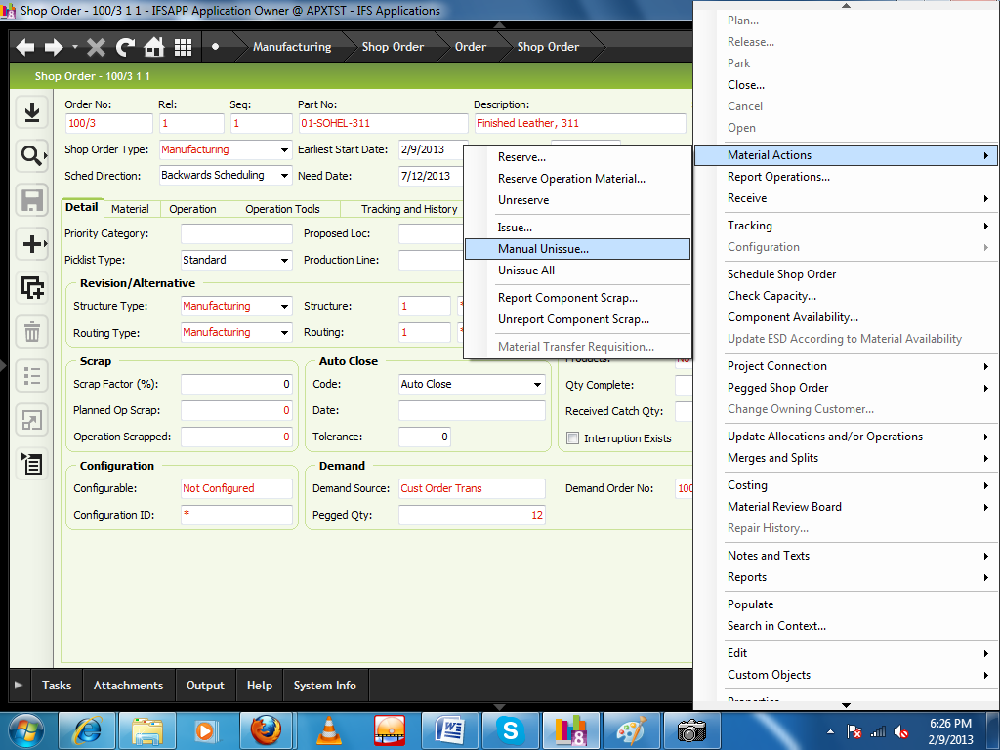 Shop Order - 100/3 1 1 - IFSAPP Application Owner @ APXTST - IFS Applications
Manufacturing Shop Order Order Shop Order
Shop Order - 100/3 1 1
Order No: Rel: Seq: Part No: Description:
100/3 1 1 01-SOHEL-311 Finished Leather, 311
Shop Order Type: Manufacturing Earliest Start Date: 2/9/2013
Sched Direction: Backwards Scheduling Need Date: 7/12/2013
Detail Material Operation Operation Tools Tracking and History
Priority Category: Proposed Loc:
Picklist Type: Standard Production Line:
Revision/Alternative
Structure Type: Manufacturing Structure: 1 *
Routing Type: Manufacturing Routing: 1 *
Scrap
Scrap Factor (%): 0
Planned Op Scrap: 0
Operation Scrapped: 0
Auto Close
Code: Auto Close
Date:
Tolerance: 0
Qty Complete:
Received Catch Qty:
Interruption Exists
Configuration
Configurable: Not Configured
Configuration ID: *
Demand
Demand Source: Cust Order Trans Demand Order No: 100
Pegged Qty: 12
Reserve...
Reserve Operation Material...
Unreserve
Issue...
Manual Unissue...
Unissue All
Report Component Scrap...
Unreport Component Scrap...
Material Transfer Requisition...
Plan...
Release...
Park
Close...
Cancel
Open
Material Actions
Report Operations...
Receive
Tracking
Configuration
Schedule Shop Order
Check Capacity...
Component Availability...
Update ESD According to Material Availability
Project Connection
Pegged Shop Order
Change Owning Customer...
Update Allocations and/or Operations
Merges and Splits
Costing
Material Review Board
Repair History...
Notes and Texts
Reports
Populate
Search in Context...
Edit
Custom Objects
Properties
Tasks Attachments Output Help System Info
6:26 PM
2/9/2013